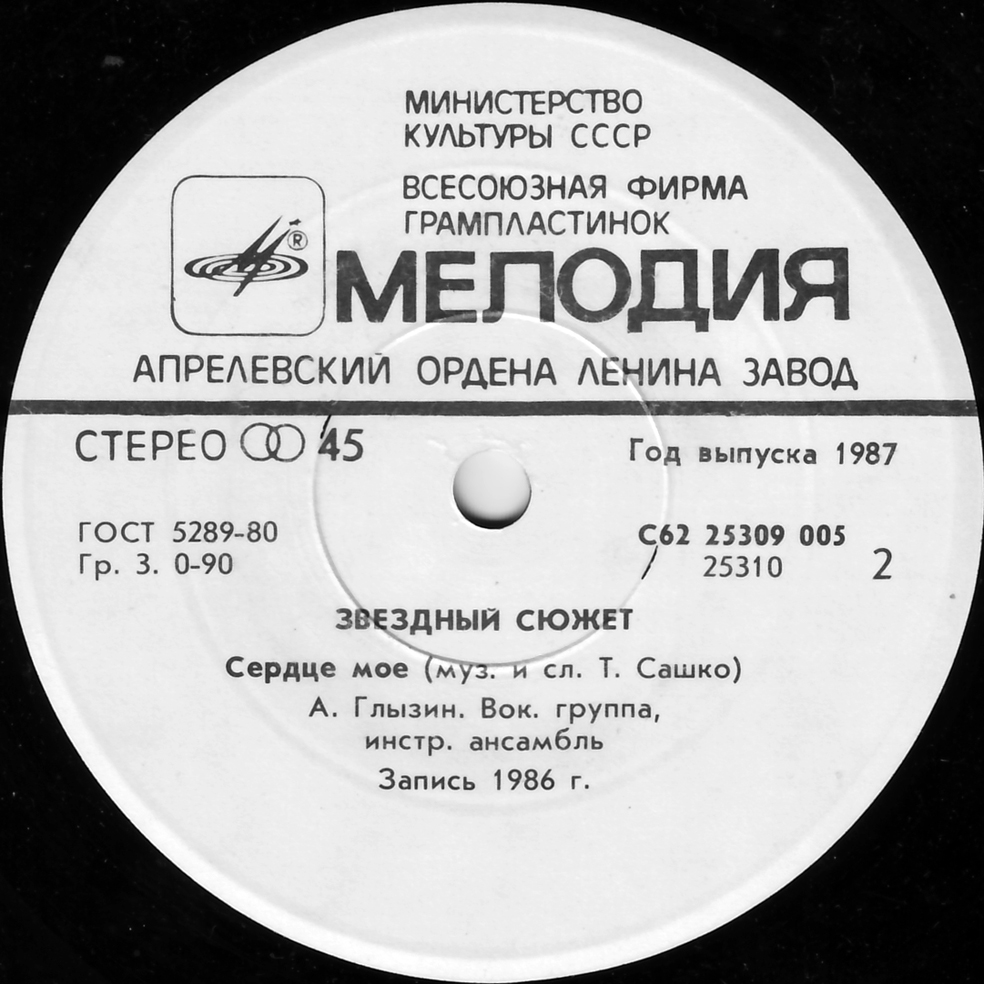 МИНИСТЕРСТВО
КУЛЬТУРЫ СССР
ВСЕСОЮЗНАЯ ФИРМА
ГРАМПЛАСТИНОК
®
МЕЛОДИЯ
АПРЕЛЕВСКИЙ ОРДЕНА ЛЕНИНА ЗАВОД
СТЕРЕО 45
Год выпуска 1987
ГОСТ 5289-80
Гр. 3. 0-90
С62 25309 005
25310 2
ЗВЕЗДНЫЙ СЮЖЕТ
Сердце мое (муз. и сл. Т. Сашко)
А. Глызин. Вок. группа,
инстр. ансамбль
Запись 1986 г.